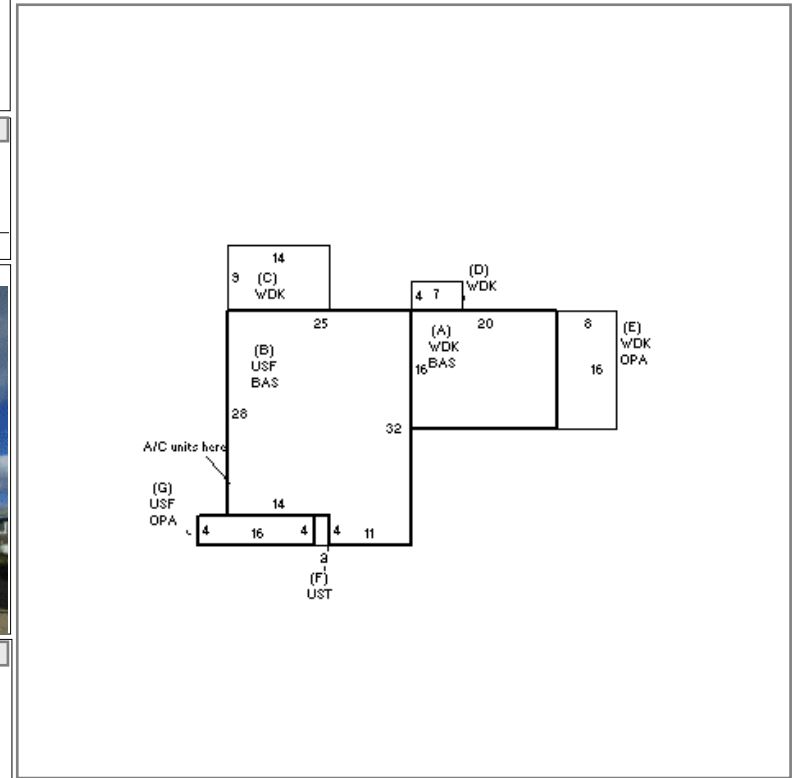 14
9
(C)
WDK
(D)
WDK
4 7
25
20
8
(E)
WDK
OPA
(A)
WDK
BAS
16
16
(B)
USF
BAS
28
32
A/C units here
(G)
USF
OPA
14
4
16
4
4
11
(F)
UST